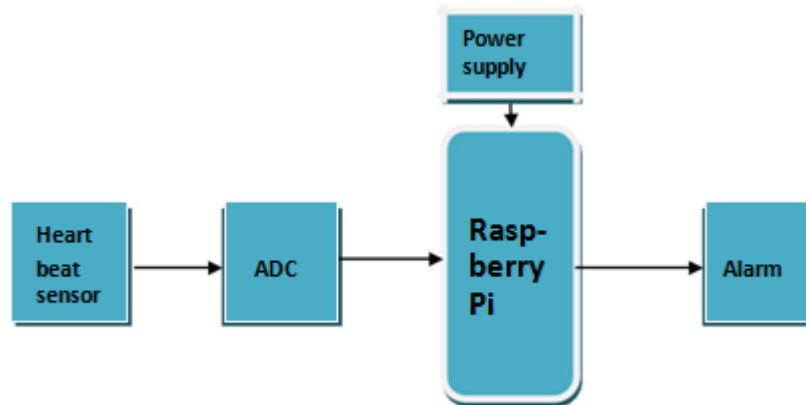 Power
supply
Heart
beat
sensor
ADC
Rasp-
berry
Pi
Alarm